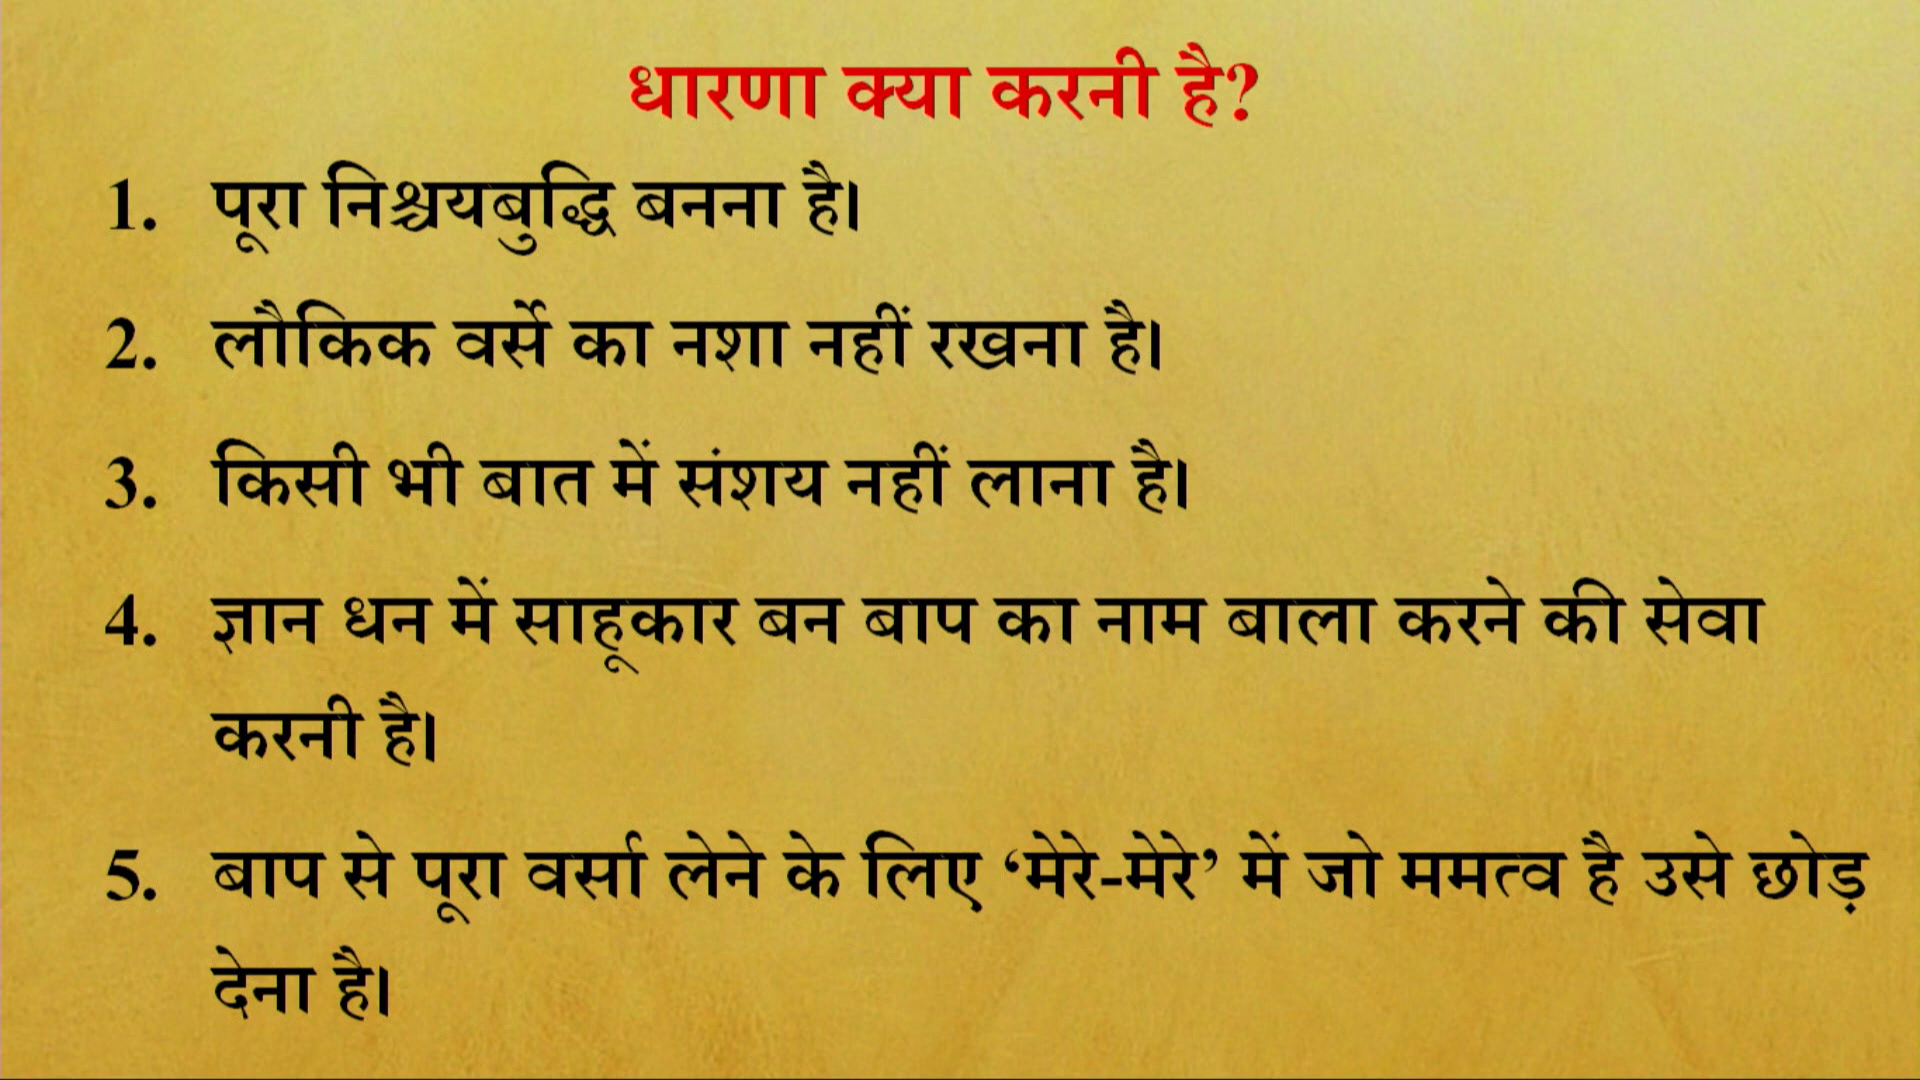 धारणा क्या करनी है?
1. पूरा निश्चयबुद्धि बनना है।
2. लौकिक वर्से का नशा नहीं रखना है।
3. किसी भी बात में संशय नहीं लाना है।
4. ज्ञान धन में साहूकार बन बाप का नाम बाला करने की सेवा
करनी है।
5. बाप से पूरा वर्सा लेने के लिए ‘मेरे-मेरे’ में जो ममत्व है उसे छोड़
देना है।